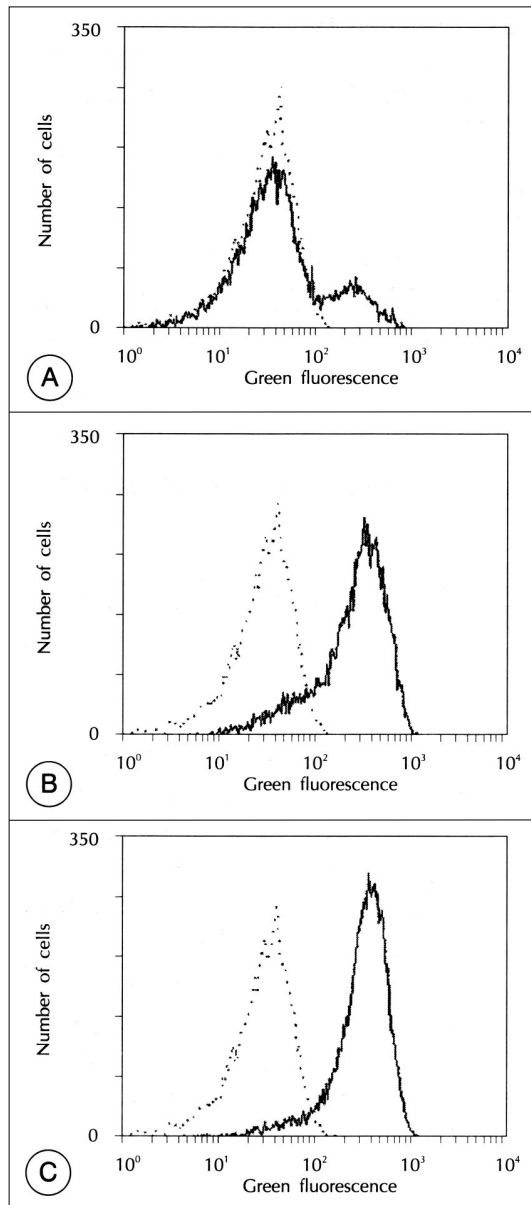 350
Number of cells
0
10⁰ 10¹ 10² 10³ 10⁴
Green fluorescence
A
350
Number of cells
0
10⁰ 10¹ 10² 10³ 10⁴
Green fluorescence
B
350
Number of cells
0
10⁰ 10¹ 10² 10³ 10⁴
Green fluorescence
C